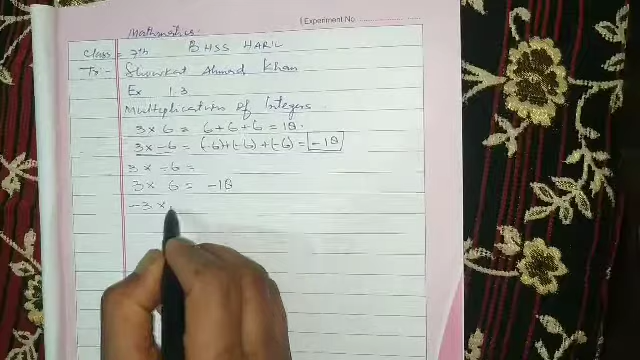 Experiment No.
Mathematics.
Class = 7th BHSS HARIL
Tr:- Showkat Ahmad Khan
Ex 1.3
Multiplication of Integers
3 × 6 = 6 + 6 + 6 = 18.
3 × -6 = (-6)+(-6)+(-6) = -18
3 × -6 =
3 × 6 = -18
-3 ×